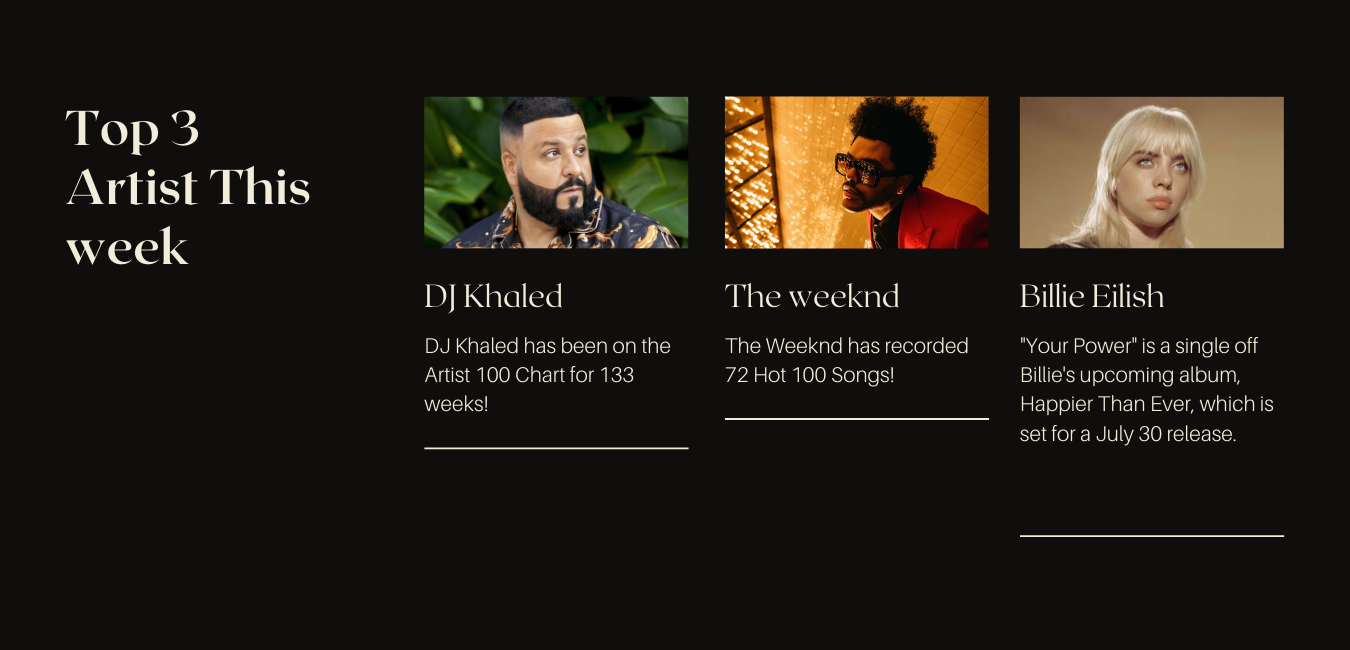 Top 3
Artist This
week
DJ Khaled
DJ Khaled has been on the
Artist 100 Chart for 133
weeks!
The weeknd
The Weeknd has recorded
72 Hot 100 Songs!
Billie Eilish
"Your Power" is a single off
Billie's upcoming album,
Happier Than Ever, which is
set for a July 30 release.